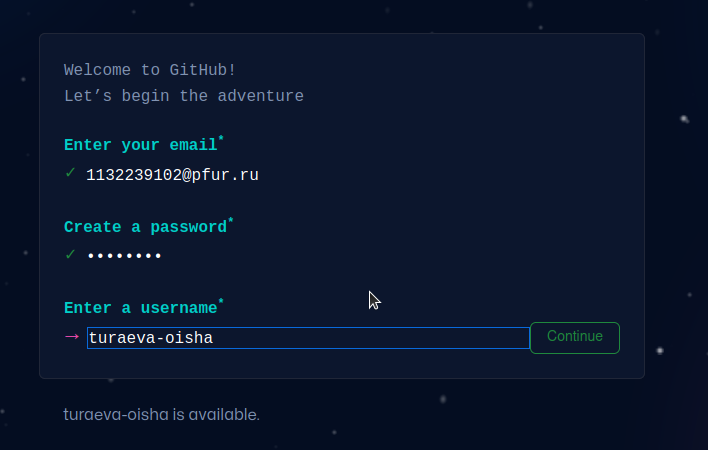 Welcome to GitHub!
Let’s begin the adventure
Enter your email*
✓ 1132239102@pfur.ru
Create a password*
✓ ••••••••
Enter a username*
→ turaeva-oisha
Continue
turaeva-oisha is available.